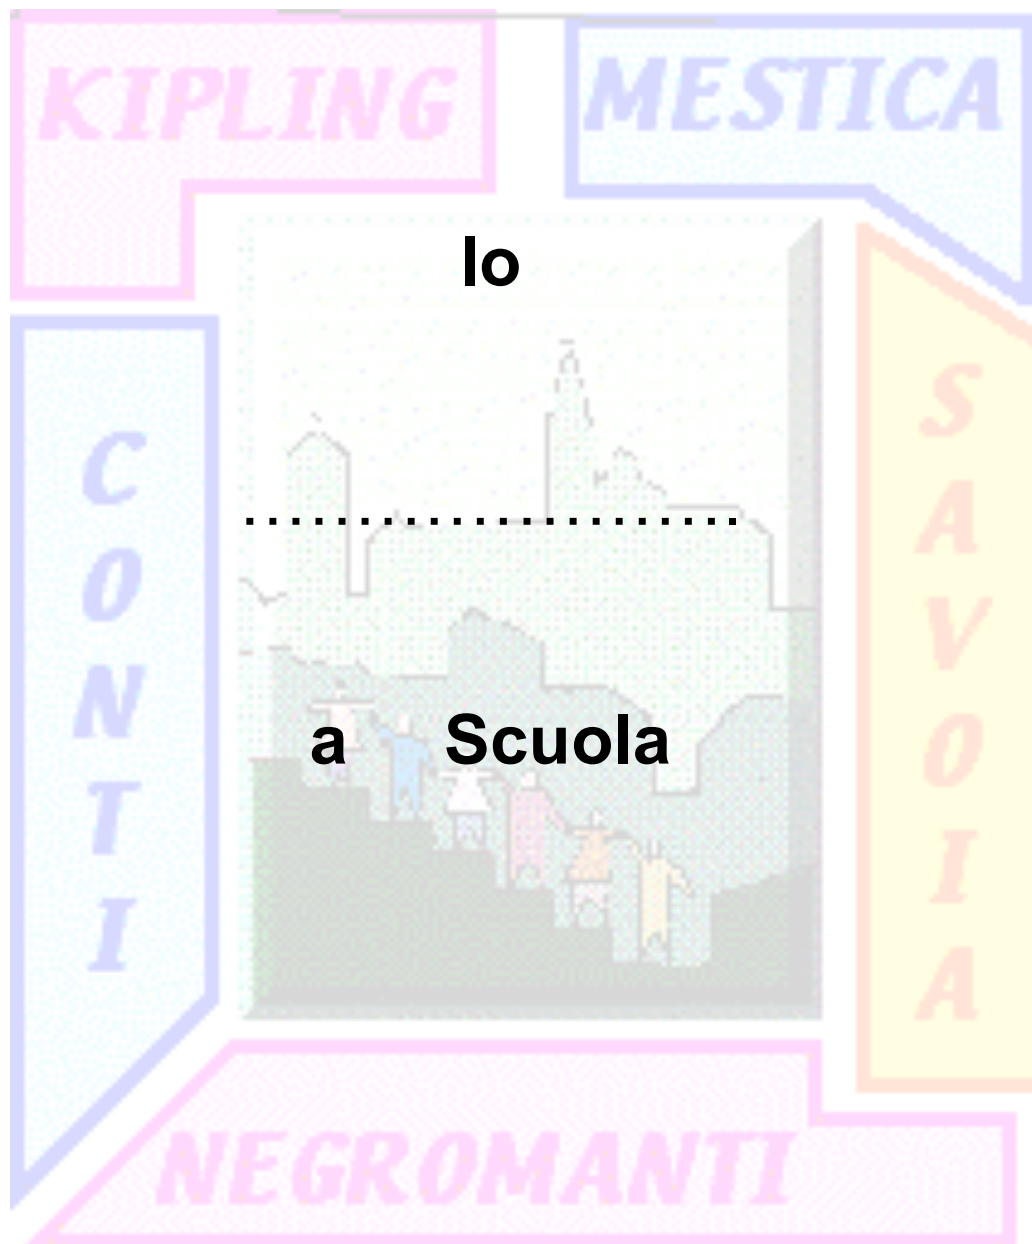 KIPLING
MESTICA
Io
CONTI
SAVOIA
......................
a Scuola
NEGROMANTI